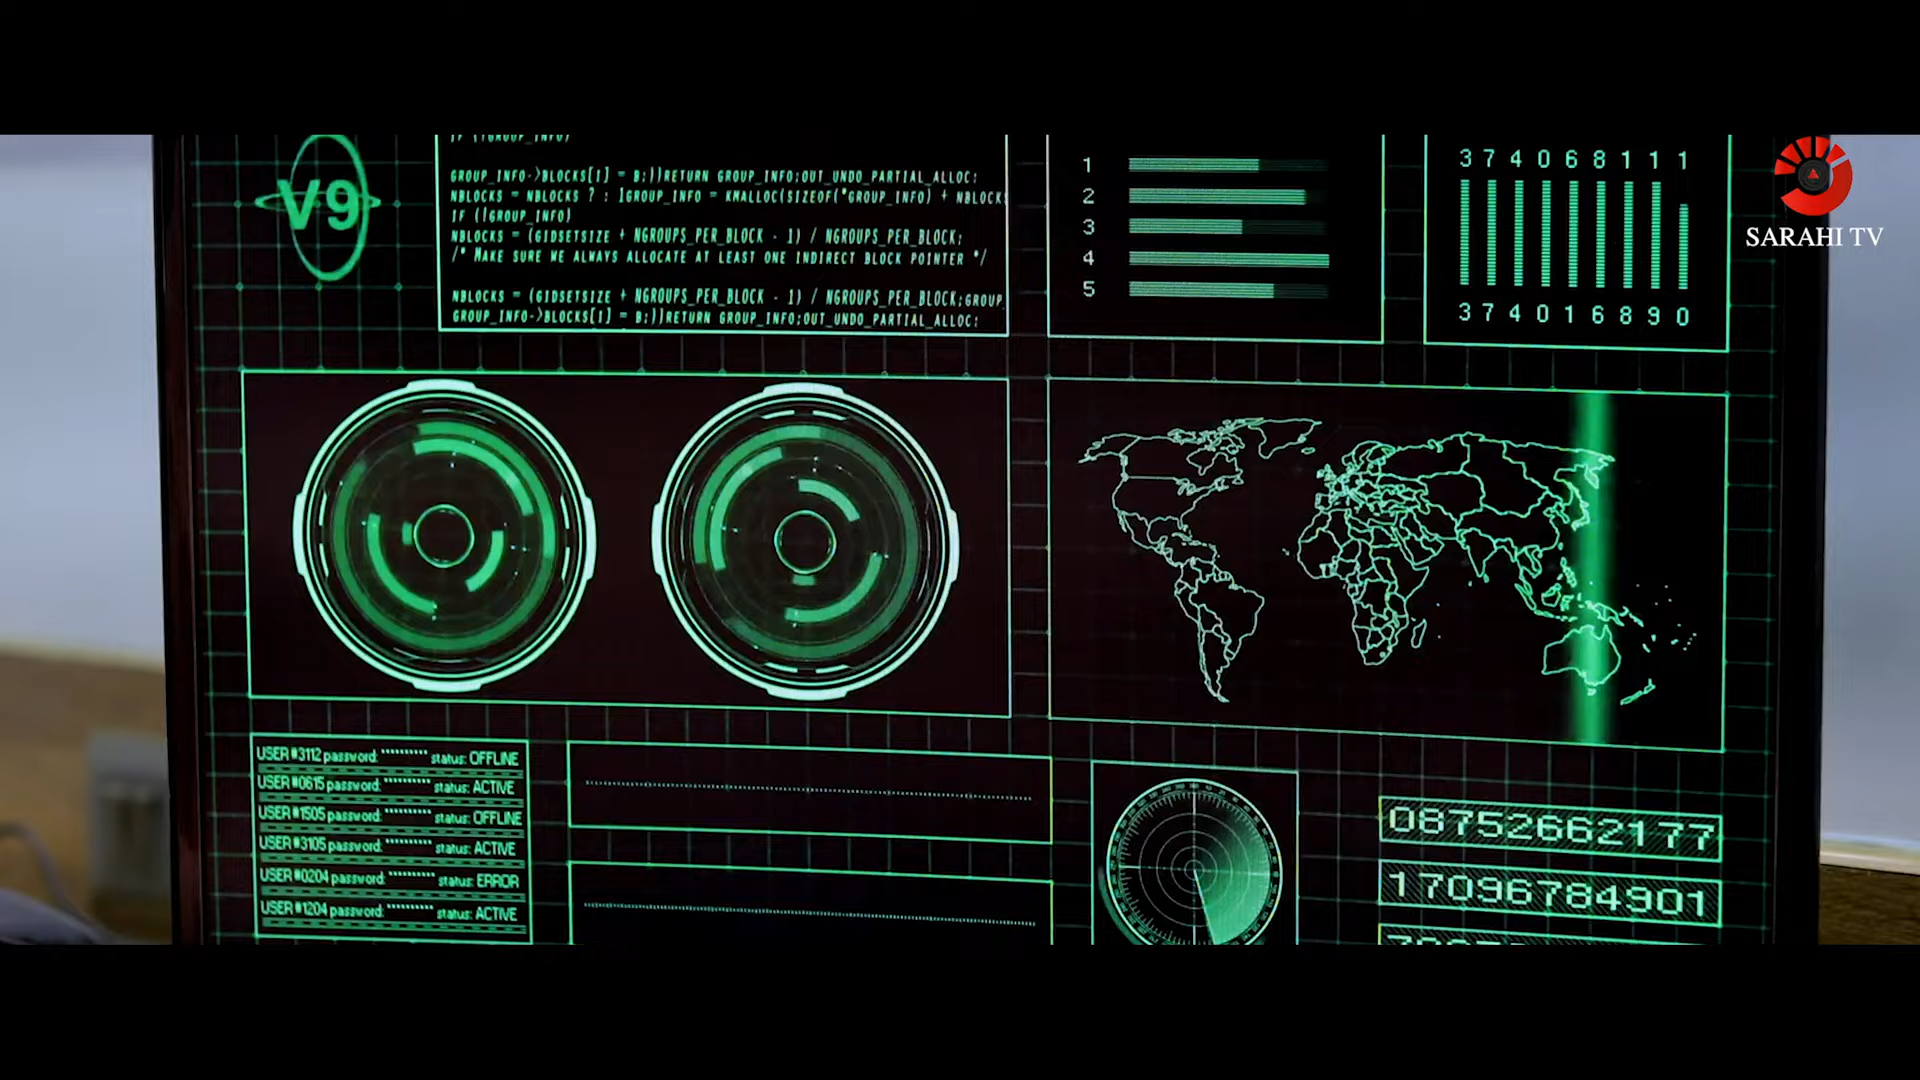 V9
IF (!GROUP_INFO)
GROUP_INFO->BLOCKS[I] = B;))RETURN GROUP_INFO;OUT_UNDO_PARTIAL_ALLOC:
NBLOCKS = NBLOCKS ? : 1GROUP_INFO = KMALLOC(SIZEOF(*GROUP_INFO) + NBLOCKS
IF (!GROUP_INFO)
NBLOCKS = (GIDSETSIZE + NGROUPS_PER_BLOCK - 1) / NGROUPS_PER_BLOCK;
/* MAKE SURE WE ALWAYS ALLOCATE AT LEAST ONE INDIRECT BLOCK POINTER */
NBLOCKS = (GIDSETSIZE + NGROUPS_PER_BLOCK - 1) / NGROUPS_PER_BLOCK;GROUP
GROUP_INFO->BLOCKS[I] = B;))RETURN GROUP_INFO;OUT_UNDO_PARTIAL_ALLOC:
1
2
3
4
5
3 7 4 0 6 8 1 1 1
3 7 4 0 1 6 8 9 0
SARAHI TV
USER #3112 password: ********* status: OFFLINE
USER #0615 password: ********* status: ACTIVE
USER #1505 password: ********* status: OFFLINE
USER #3105 password: ********* status: ACTIVE
USER #0204 password: ********* status: ERROR
USER #1204 password: ********* status: ACTIVE
08752662177
17096784901